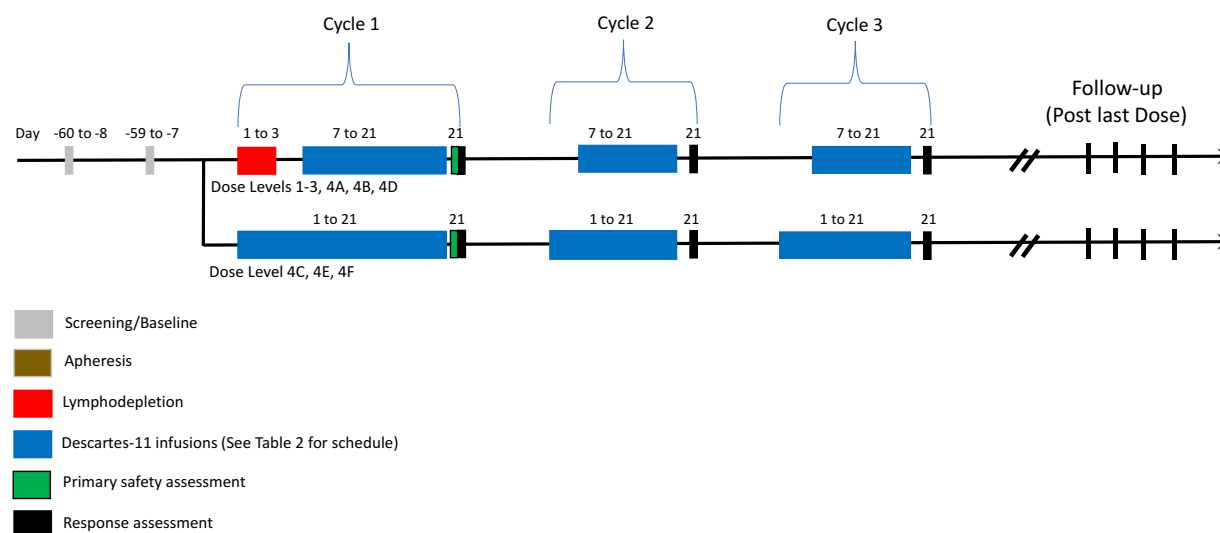 Cycle 1
Cycle 2
Cycle 3
Follow-up
(Post last Dose)
Day
-60 to -8
-59 to -7
1 to 3
7 to 21
21
7 to 21
21
7 to 21
21
Dose Levels 1-3, 4A, 4B, 4D
1 to 21
21
1 to 21
21
1 to 21
21
Dose Level 4C, 4E, 4F
Screening/Baseline
Apheresis
Lymphodepletion
Descartes-11 infusions (See Table 2 for schedule)
Primary safety assessment
Response assessment